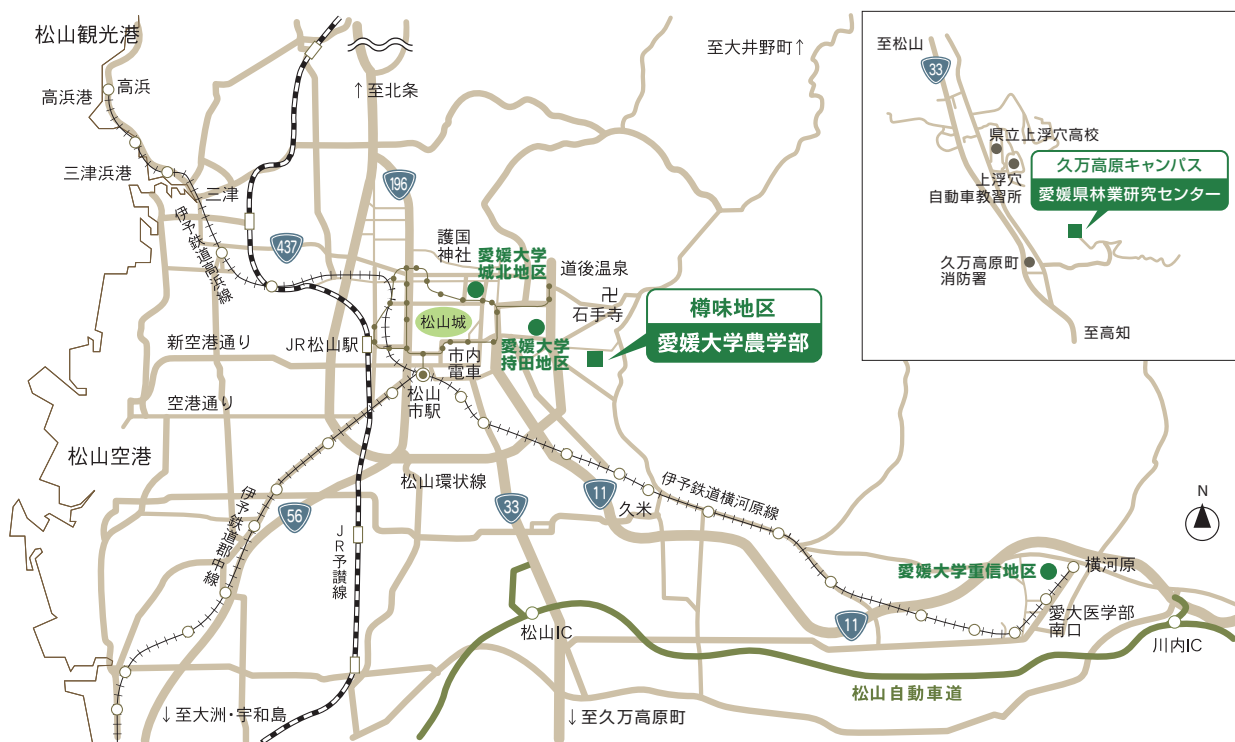 松山観光港
高浜港
高浜
三津浜港
三津
伊予鉄道高浜線
↑至北条
至大井野町↑
196
437
護国
神社
愛媛大学
城北地区
道後温泉
卍
石手寺
松山城
愛媛大学
持田地区
樽味地区
愛媛大学農学部
新空港通り
JR松山駅
市内
電車
松山
市駅
空港通り
松山空港
松山環状線
伊予鉄道郡中線
56
33
11
久米
伊予鉄道横河原線
JR予讃線
愛媛大学重信地区
横河原
愛大医学部
南口
11
松山IC
川内IC
松山自動車道
↓至大洲・宇和島
↓至久万高原町
N
至松山
33
県立上浮穴高校
上浮穴
自動車教習所
久万高原キャンパス
愛媛県林業研究センター
久万高原町
消防署
至高知